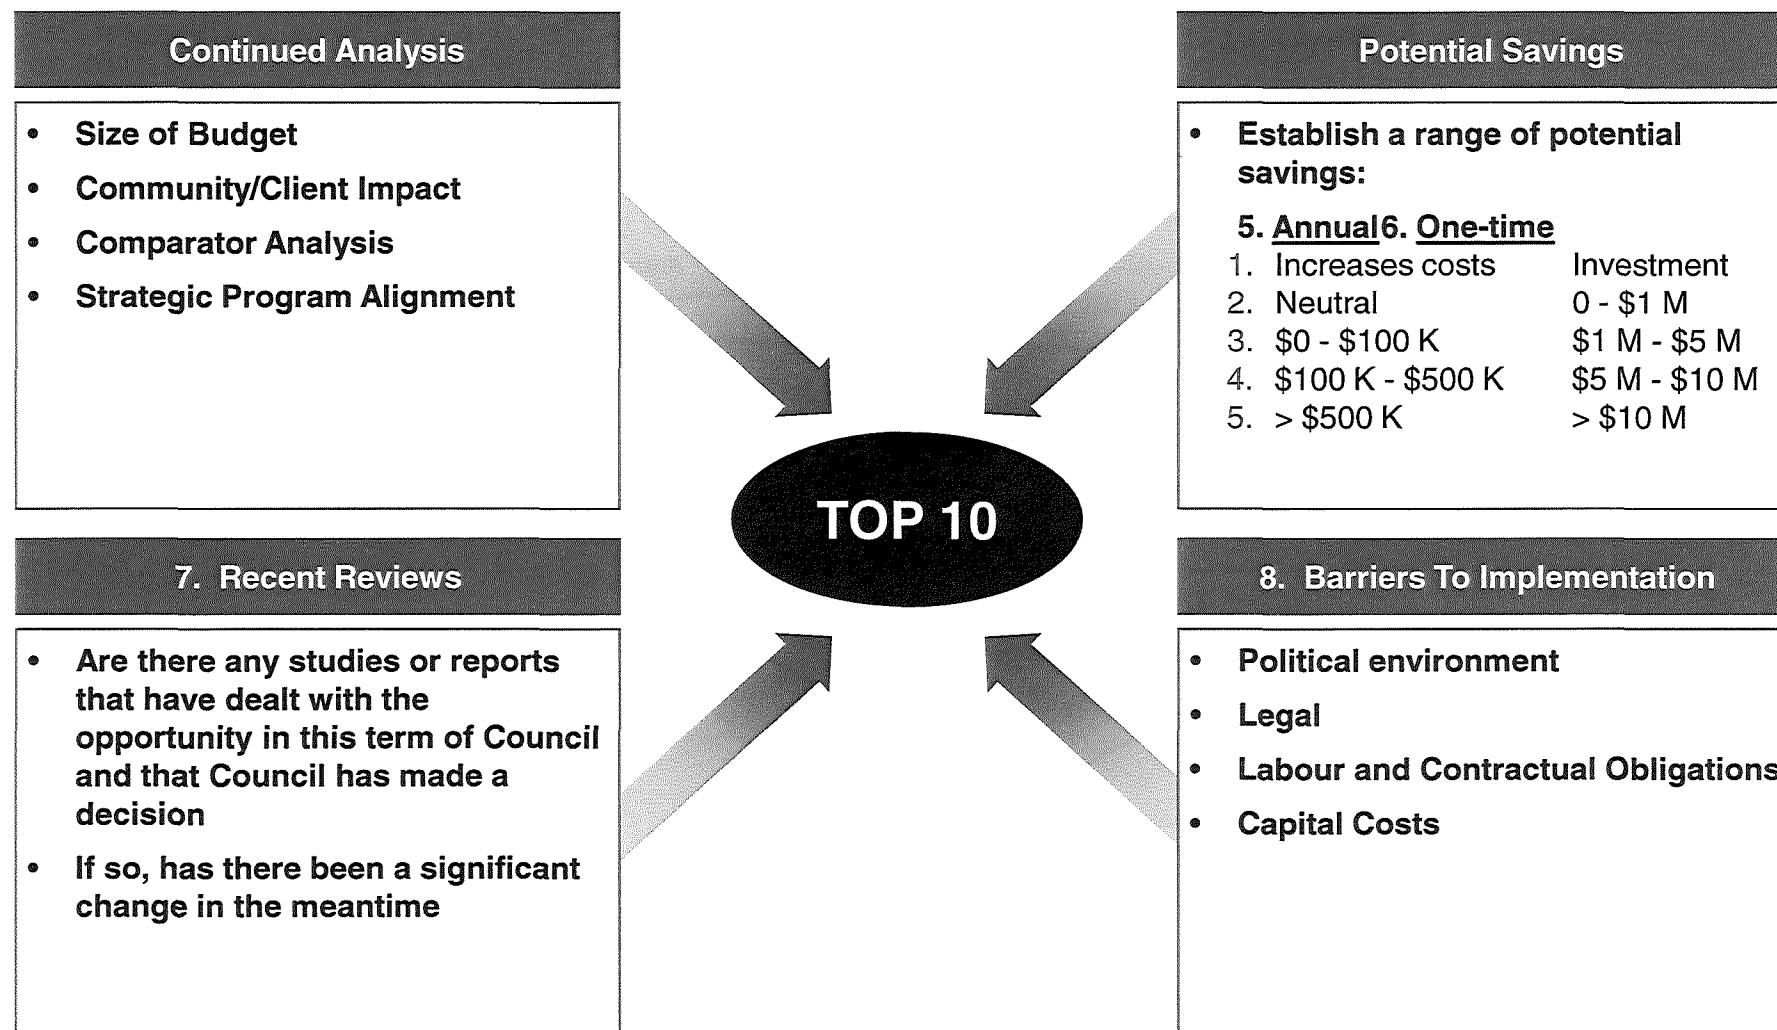 Continued Analysis
• Size of Budget
• Community/Client Impact
• Comparator Analysis
• Strategic Program Alignment
Potential Savings
• Establish a range of potential
savings:
5. Annual 6. One-time
1. Increases costs Investment
2. Neutral 0 - $1 M
3. $0 - $100 K $1 M - $5 M
4. $100 K - $500 K $5 M - $10 M
5. > $500 K > $10 M
TOP 10
7. Recent Reviews
• Are there any studies or reports
that have dealt with the
opportunity in this term of Council
and that Council has made a
decision
• If so, has there been a significant
change in the meantime
8. Barriers To Implementation
• Political environment
• Legal
• Labour and Contractual Obligations
• Capital Costs